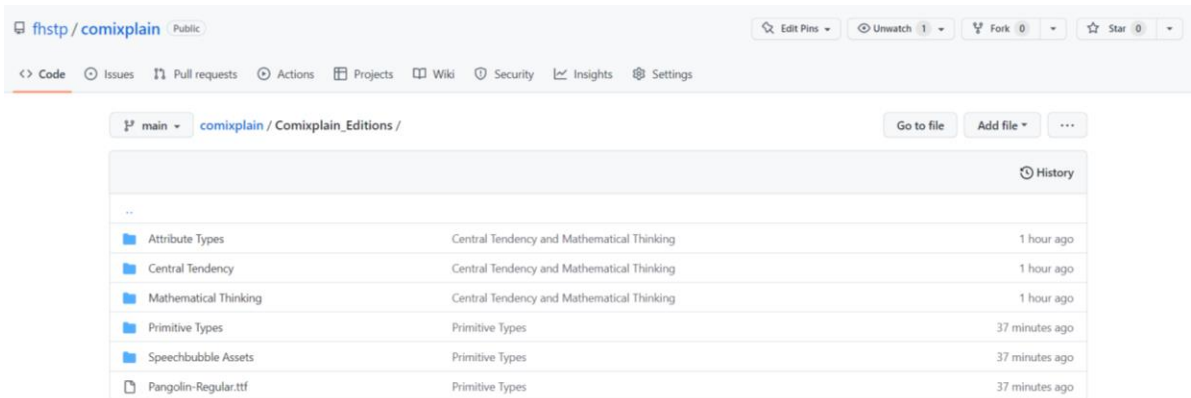 fhstp / comixplain Public Edit Pins Unwatch 1 Fork 0 Star 0
<> Code Issues Pull requests Actions Projects Wiki Security Insights Settings
main comixplain / Comixplain_Editions / Go to file Add file ...
History
..
Attribute Types Central Tendency and Mathematical Thinking 1 hour ago
Central Tendency Central Tendency and Mathematical Thinking 1 hour ago
Mathematical Thinking Central Tendency and Mathematical Thinking 1 hour ago
Primitive Types Primitive Types 37 minutes ago
Speechbubble Assets Primitive Types 37 minutes ago
Pangolin-Regular.ttf Primitive Types 37 minutes ago